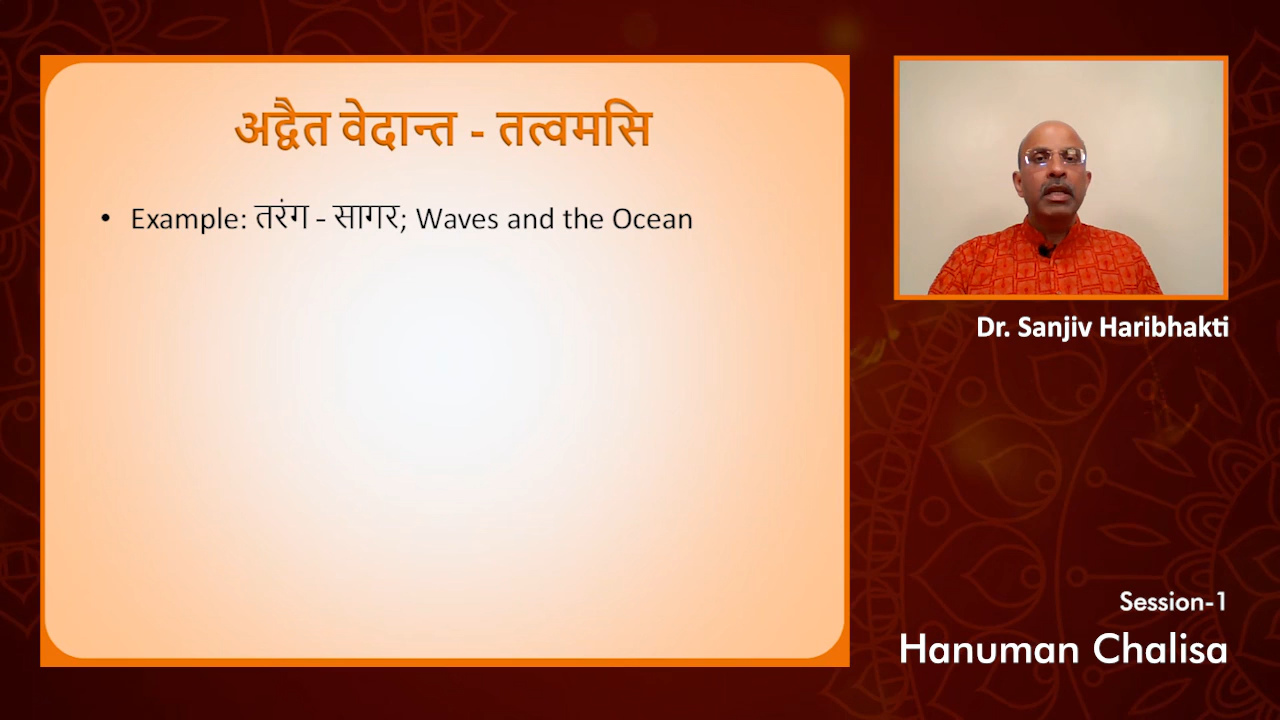 अद्वैत वेदान्त - तत्वमसि
• Example: तरंग - सागर; Waves and the Ocean
Dr. Sanjiv Haribhakti
Session-1
Hanuman Chalisa